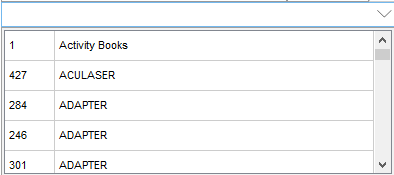 1 Activity Books
427 ACULASER
284 ADAPTER
246 ADAPTER
301 ADAPTER